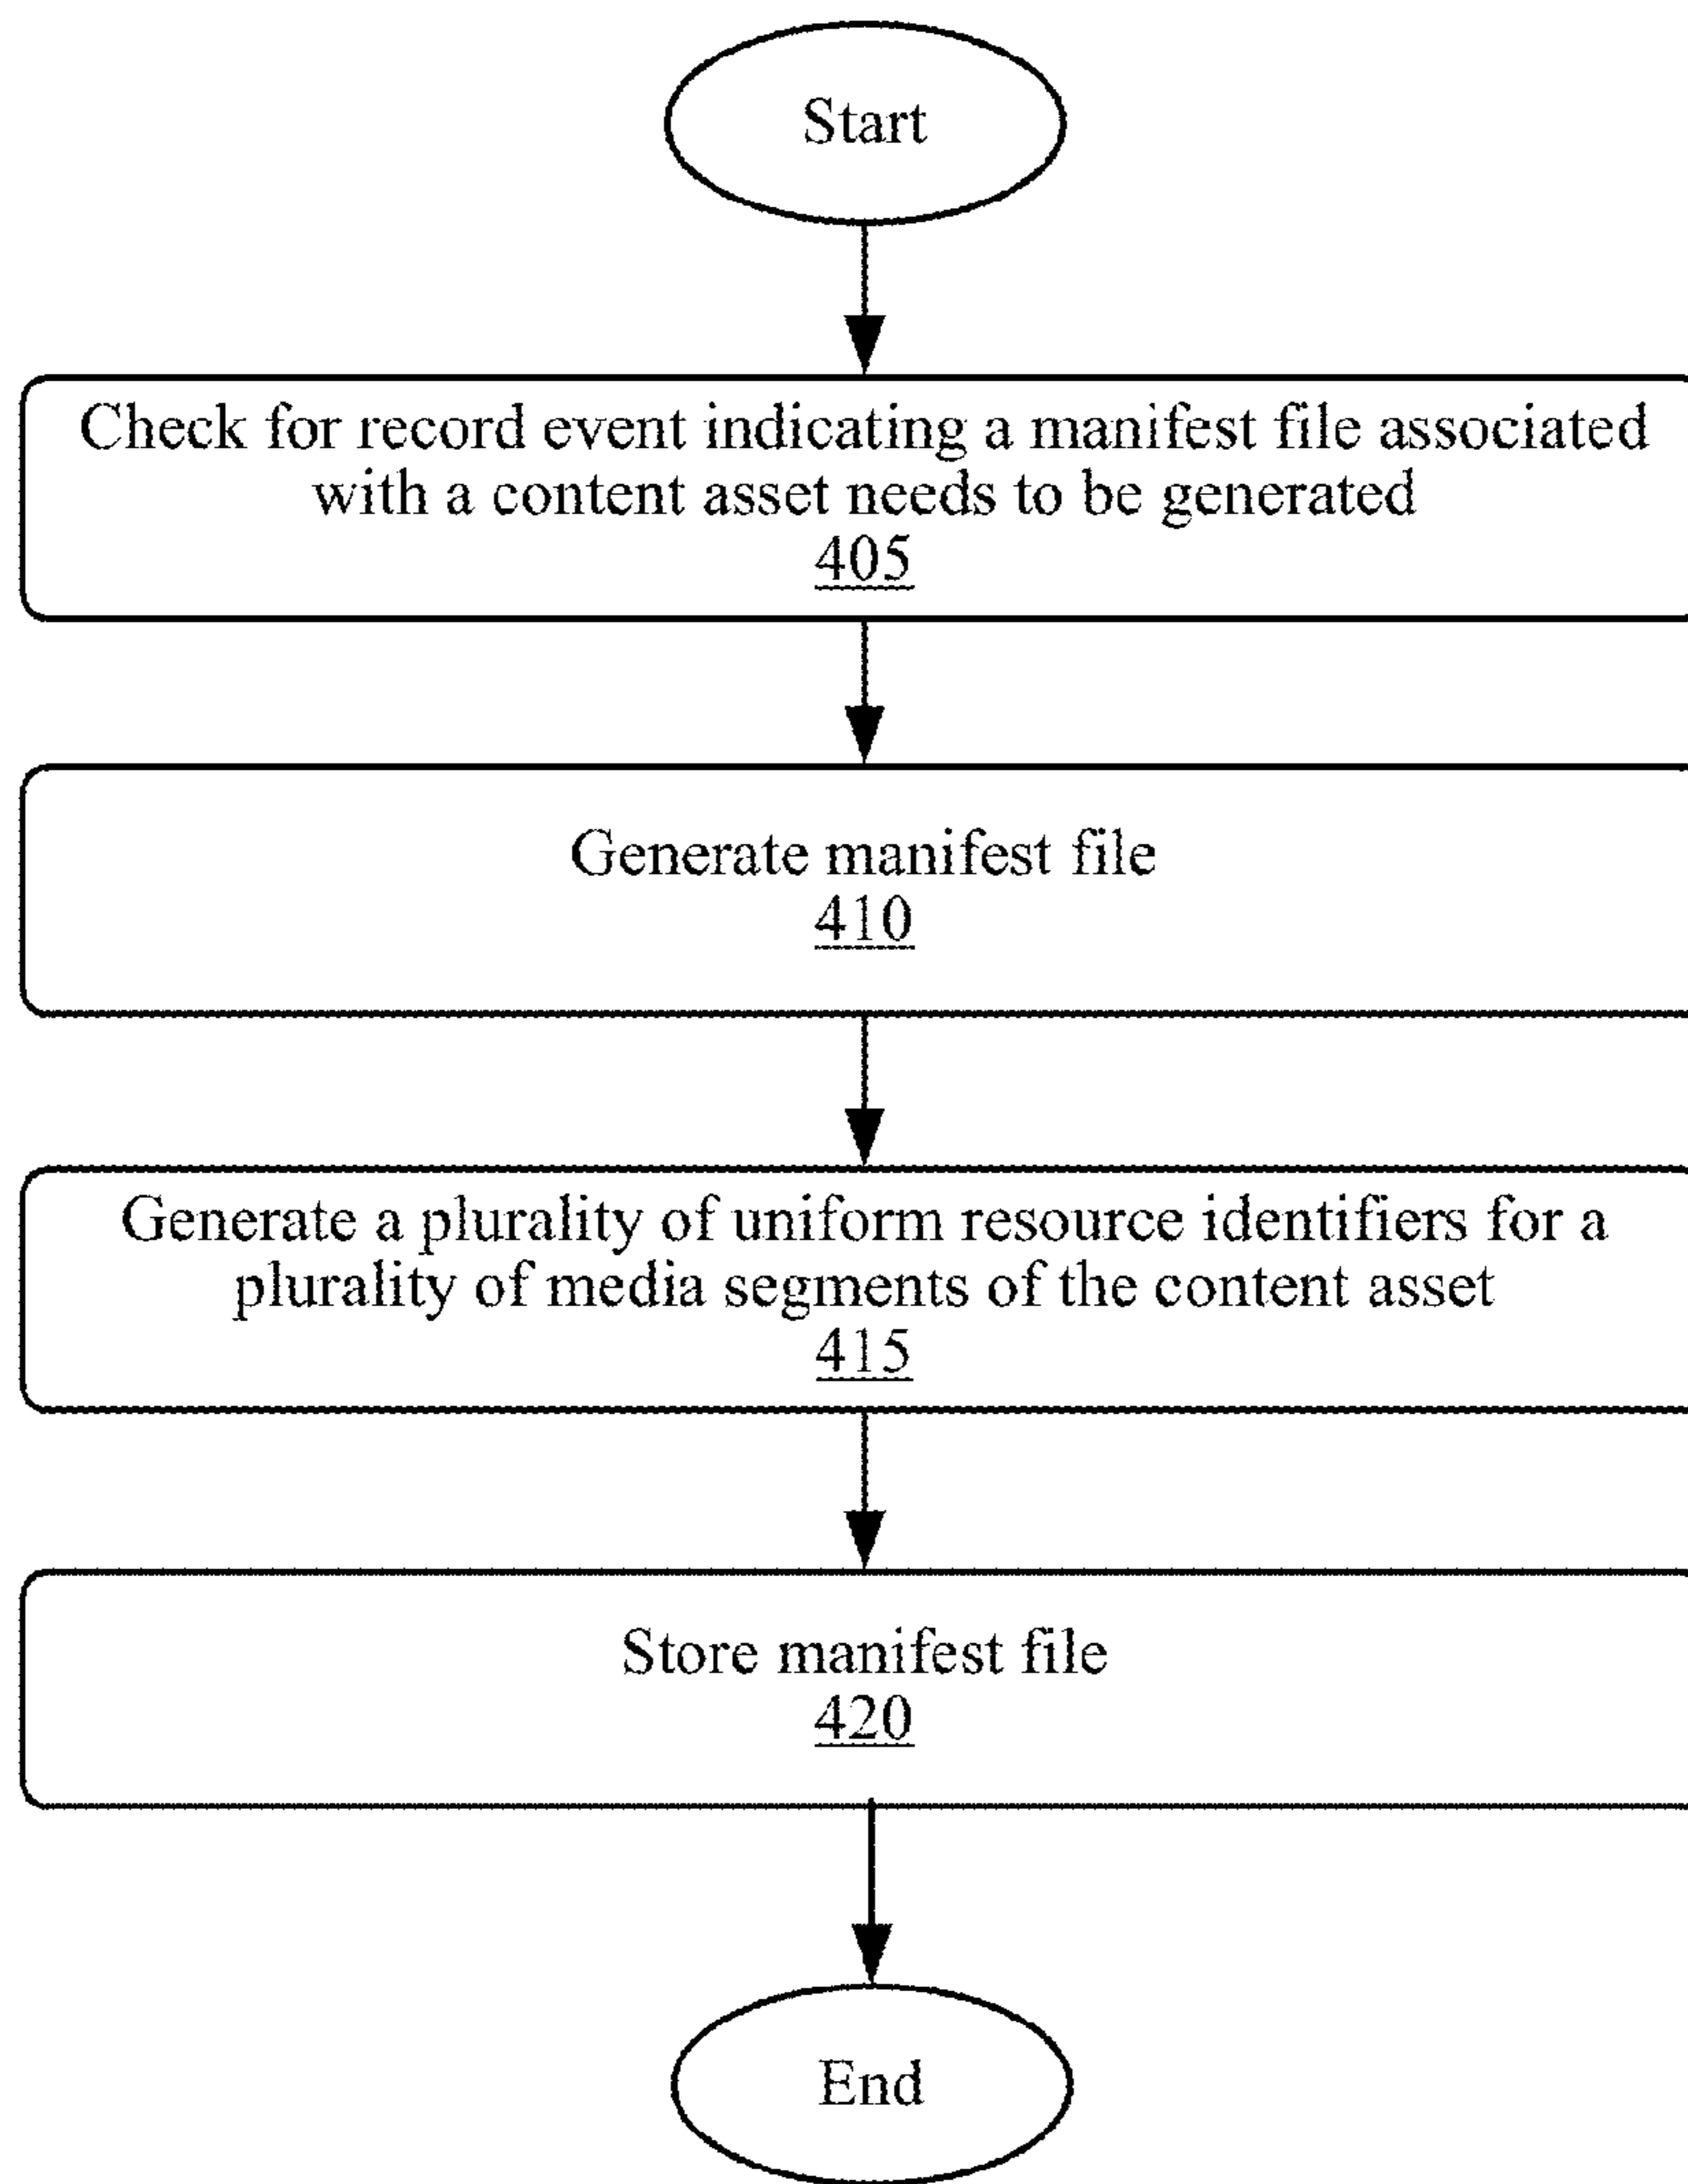 Start
Check for record event indicating a manifest file associated
with a content asset needs to be generated
405
Generate manifest file
410
Generate a plurality of uniform resource identifiers for a
plurality of media segments of the content asset
415
Store manifest file
420
End